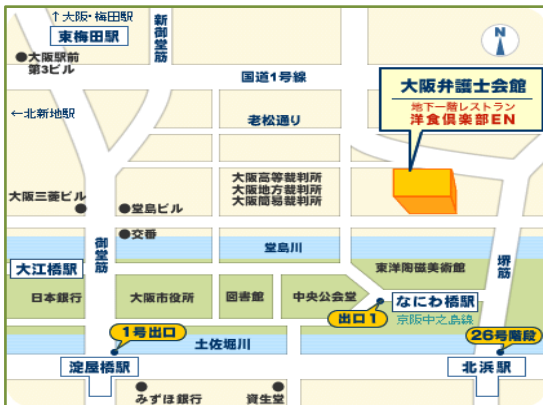 ↑大阪・梅田駅
東梅田駅
新御堂筋
N
●大阪駅前
第3ビル
国道1号線
大阪弁護士会館
地下一階レストラン
洋食倶楽部EN
←北新地駅
老松通り
大阪高等裁判所
大阪地方裁判所
大阪簡易裁判所
大阪三菱ビル
●堂島ビル
●交番
御堂筋
堂島川
堺筋
大江橋駅
東洋陶磁美術館
日本銀行
大阪市役所
図書館
中央公会堂
なにわ橋駅
出口1
京阪中之島線
1号出口
土佐堀川
26号階段
淀屋橋駅
北浜駅
みずほ銀行
資生堂